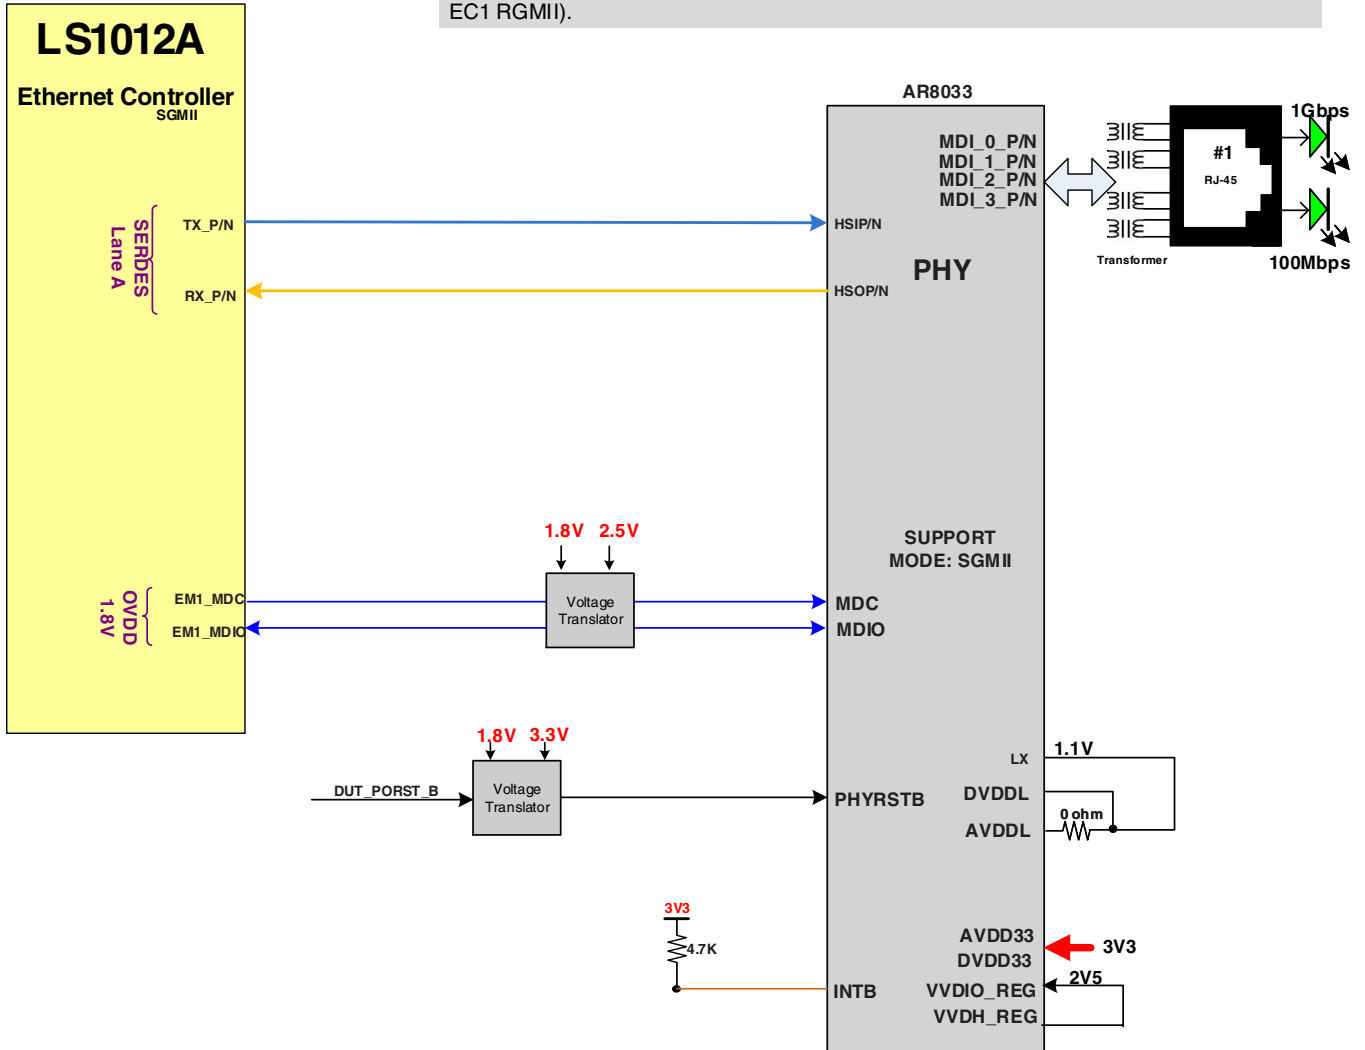 EC1 RGMII).
LS1012A
Ethernet Controller
SGMII
SERDES
Lane A
TX_P/N
RX_P/N
AR8033
MDI_0_P/N
MDI_1_P/N
MDI_2_P/N
MDI_3_P/N
HSIP/N
PHY
HSOP/N
Transformer
#1
RJ-45
1Gbps
100Mbps
SUPPORT
MODE: SGMII
1.8V 2.5V
Voltage
Translator
OVDD
1.8V
EM1_MDC
EM1_MDIO
MDC
MDIO
1.8V 3.3V
Voltage
Translator
DUT_PORST_B
PHYRSTB
LX
1.1V
DVDDL
AVDDL
0 ohm
3V3
4.7K
INTB
AVDD33
DVDD33
3V3
VVDIO_REG
2V5
VVDH_REG